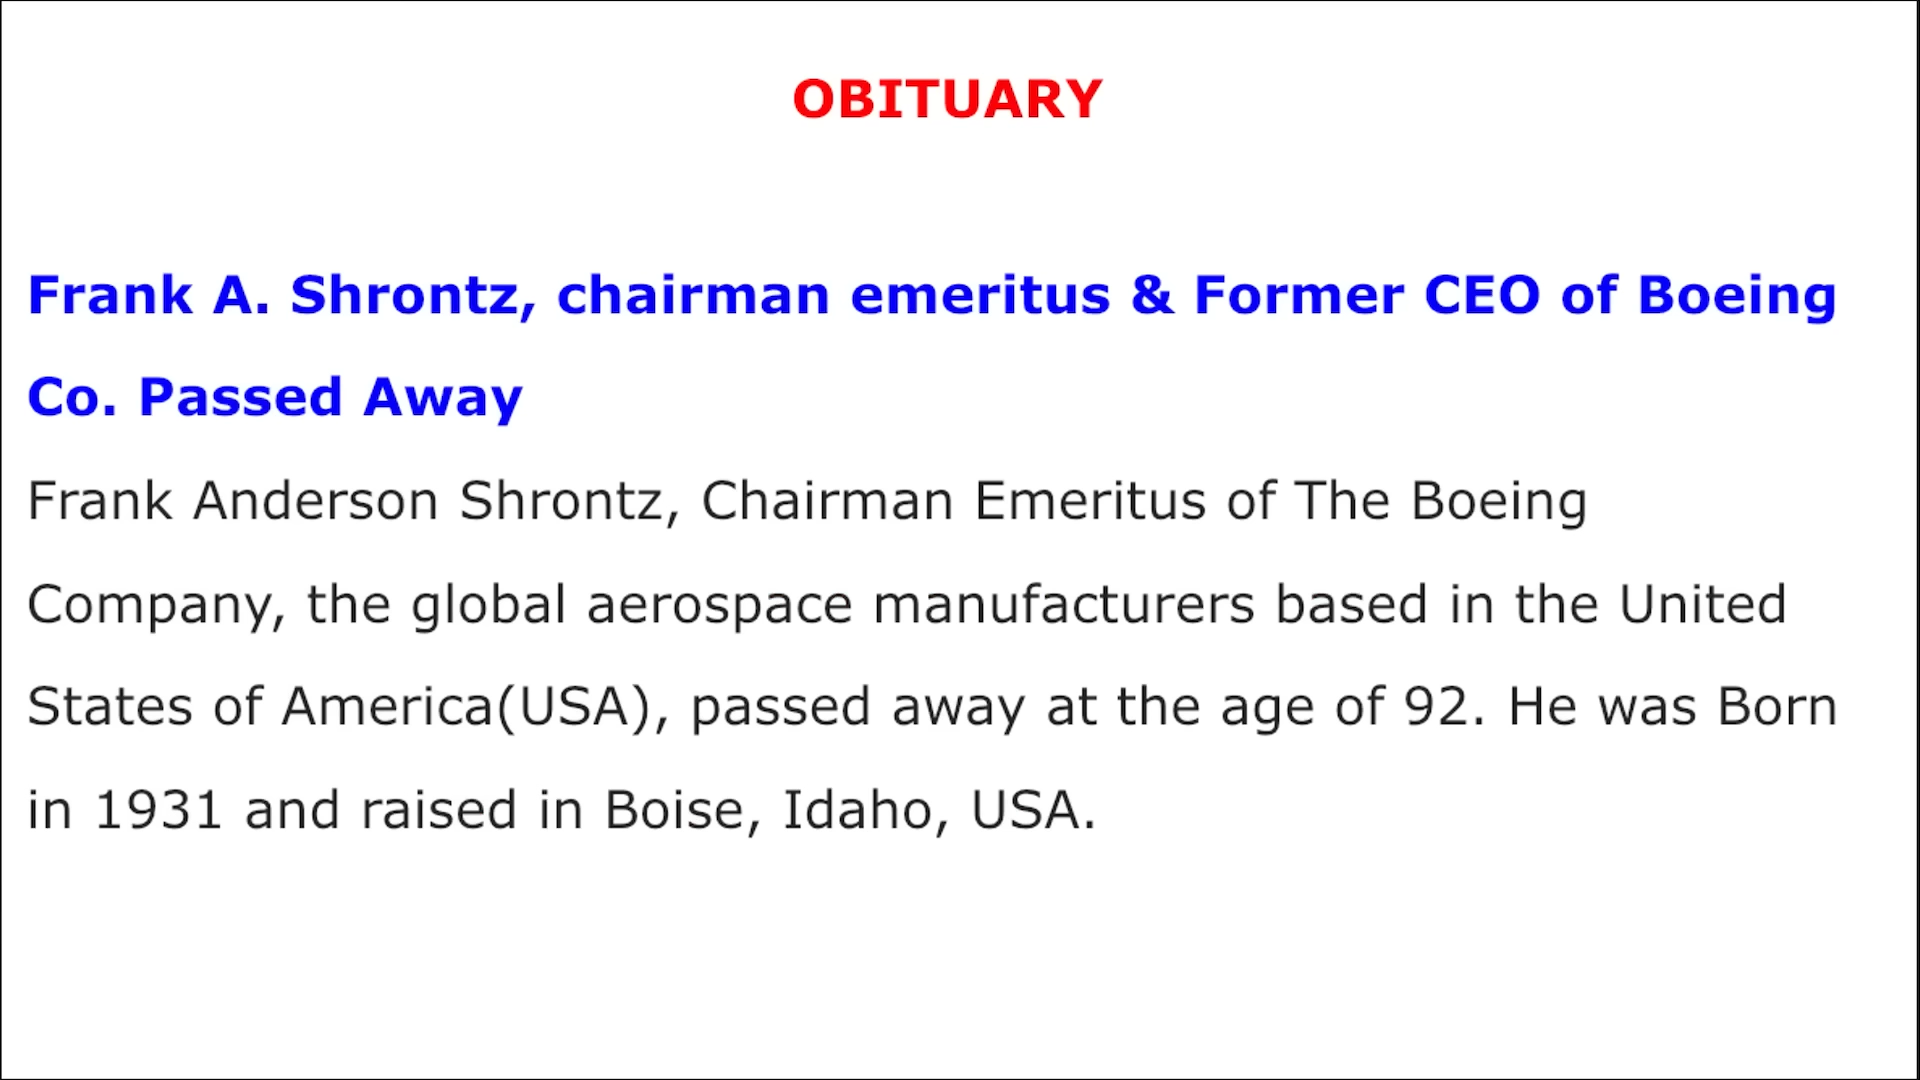 OBITUARY
Frank A. Shrontz, chairman emeritus & Former CEO of Boeing
Co. Passed Away
Frank Anderson Shrontz, Chairman Emeritus of The Boeing
Company, the global aerospace manufacturers based in the United
States of America(USA), passed away at the age of 92. He was Born
in 1931 and raised in Boise, Idaho, USA.